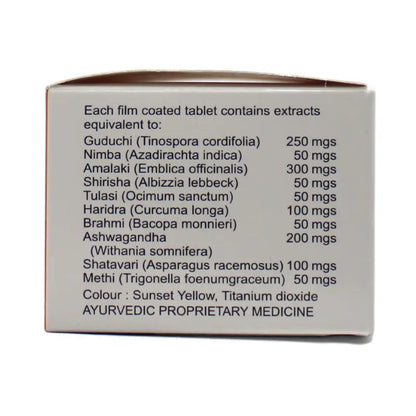 Each film coated tablet contains extracts
equivalent to:
Guduchi (Tinospora cordifolia) 250 mgs
Nimba (Azadirachta indica) 50 mgs
Amalaki (Emblica officinalis) 300 mgs
Shirisha (Albizzia lebbeck) 50 mgs
Tulasi (Ocimum sanctum) 50 mgs
Haridra (Curcuma longa) 100 mgs
Brahmi (Bacopa monnieri) 50 mgs
Ashwagandha 200 mgs
(Withania somnifera)
Shatavari (Asparagus racemosus) 100 mgs
Methi (Trigonella foenumgraceum) 50 mgs
Colour : Sunset Yellow, Titanium dioxide
AYURVEDIC PROPRIETARY MEDICINE